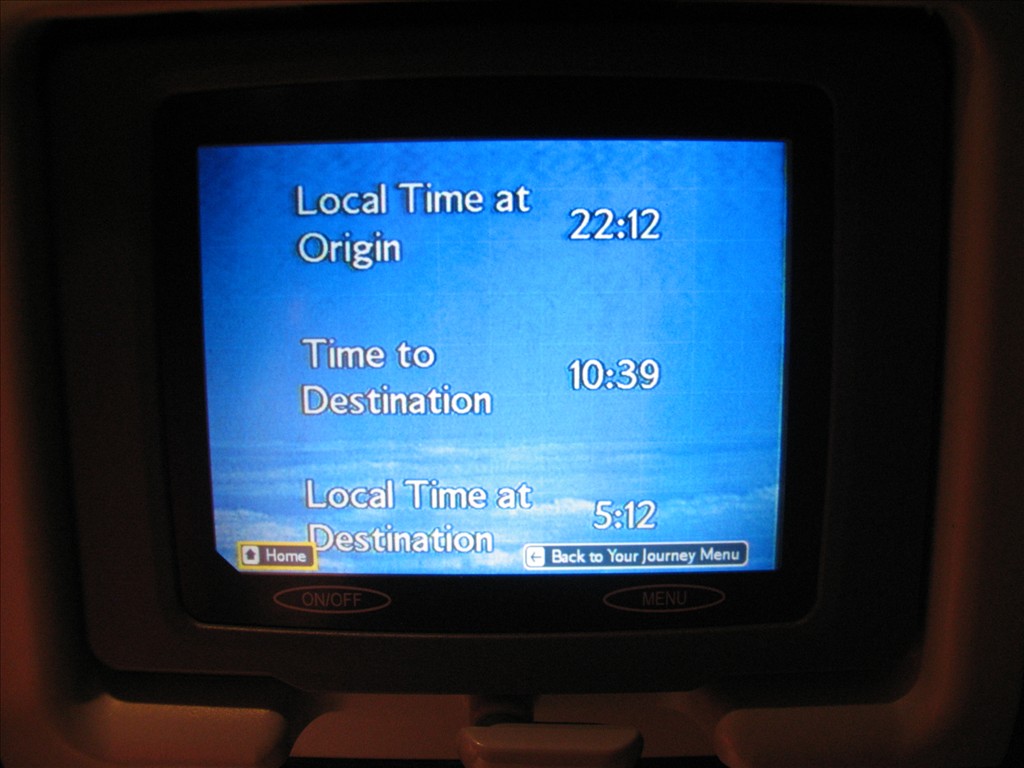 Local Time at
Origin
22:12
Time to
Destination
10:39
Local Time at
Destination
5:12
Home
Back to Your Journey Menu
ON/OFF
MENU